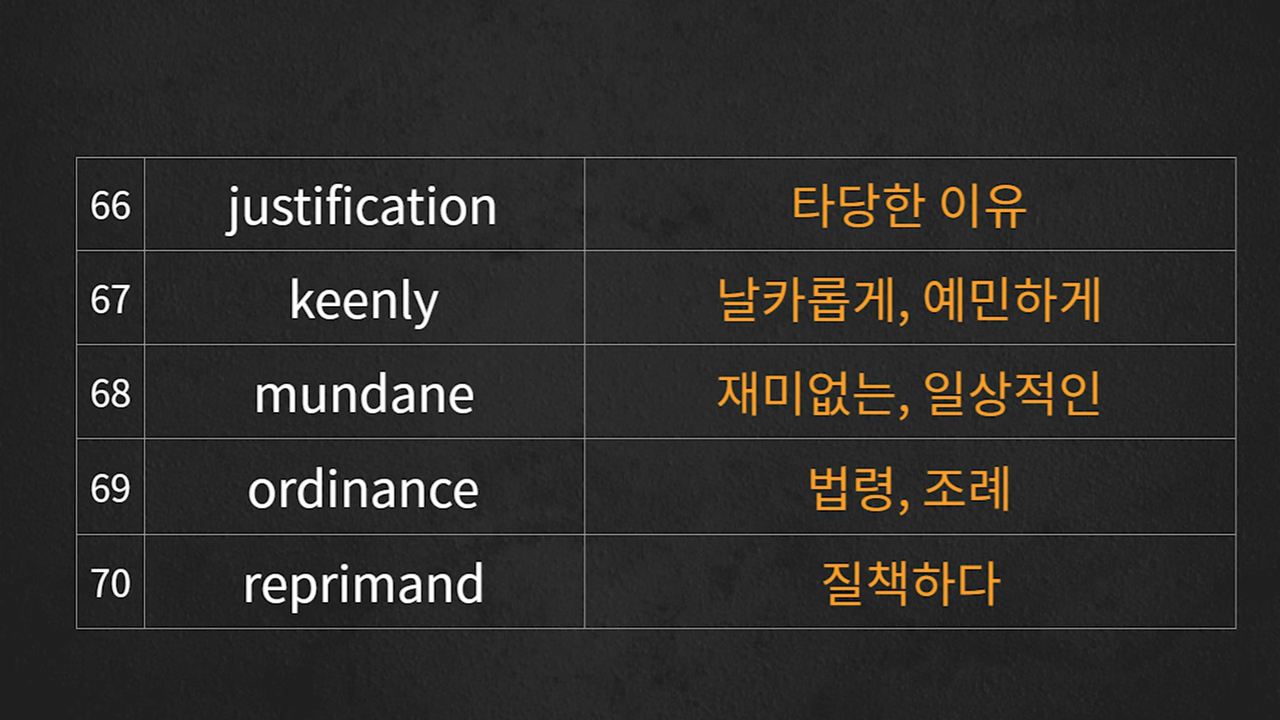 66 justification 타당한 이유
67 keenly 날카롭게, 예민하게
68 mundane 재미없는, 일상적인
69 ordinance 법령, 조례
70 reprimand 질책하다